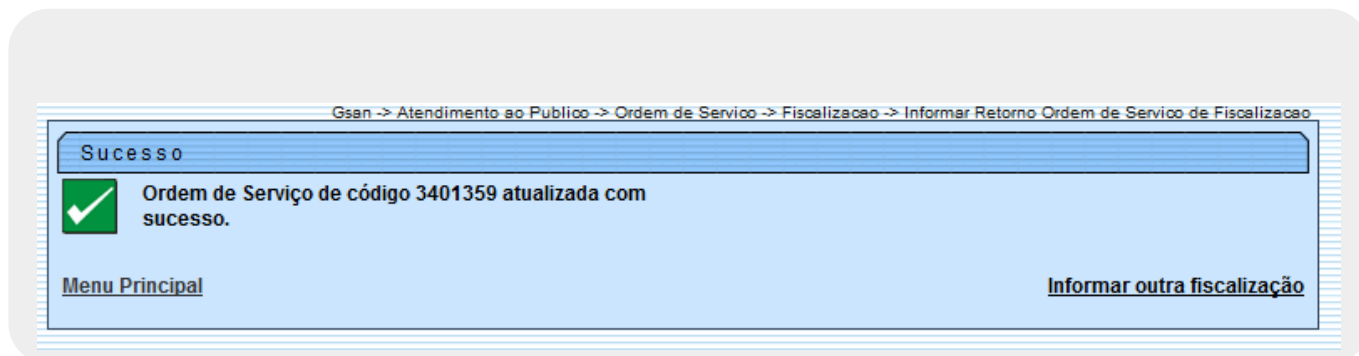 Gsan -> Atendimento ao Publico -> Ordem de Servico -> Fiscalizacao -> Informar Retorno Ordem de Servico de Fiscalizacao
Sucesso
Ordem de Serviço de código 3401359 atualizada com
sucesso.
Menu Principal
Informar outra fiscalização